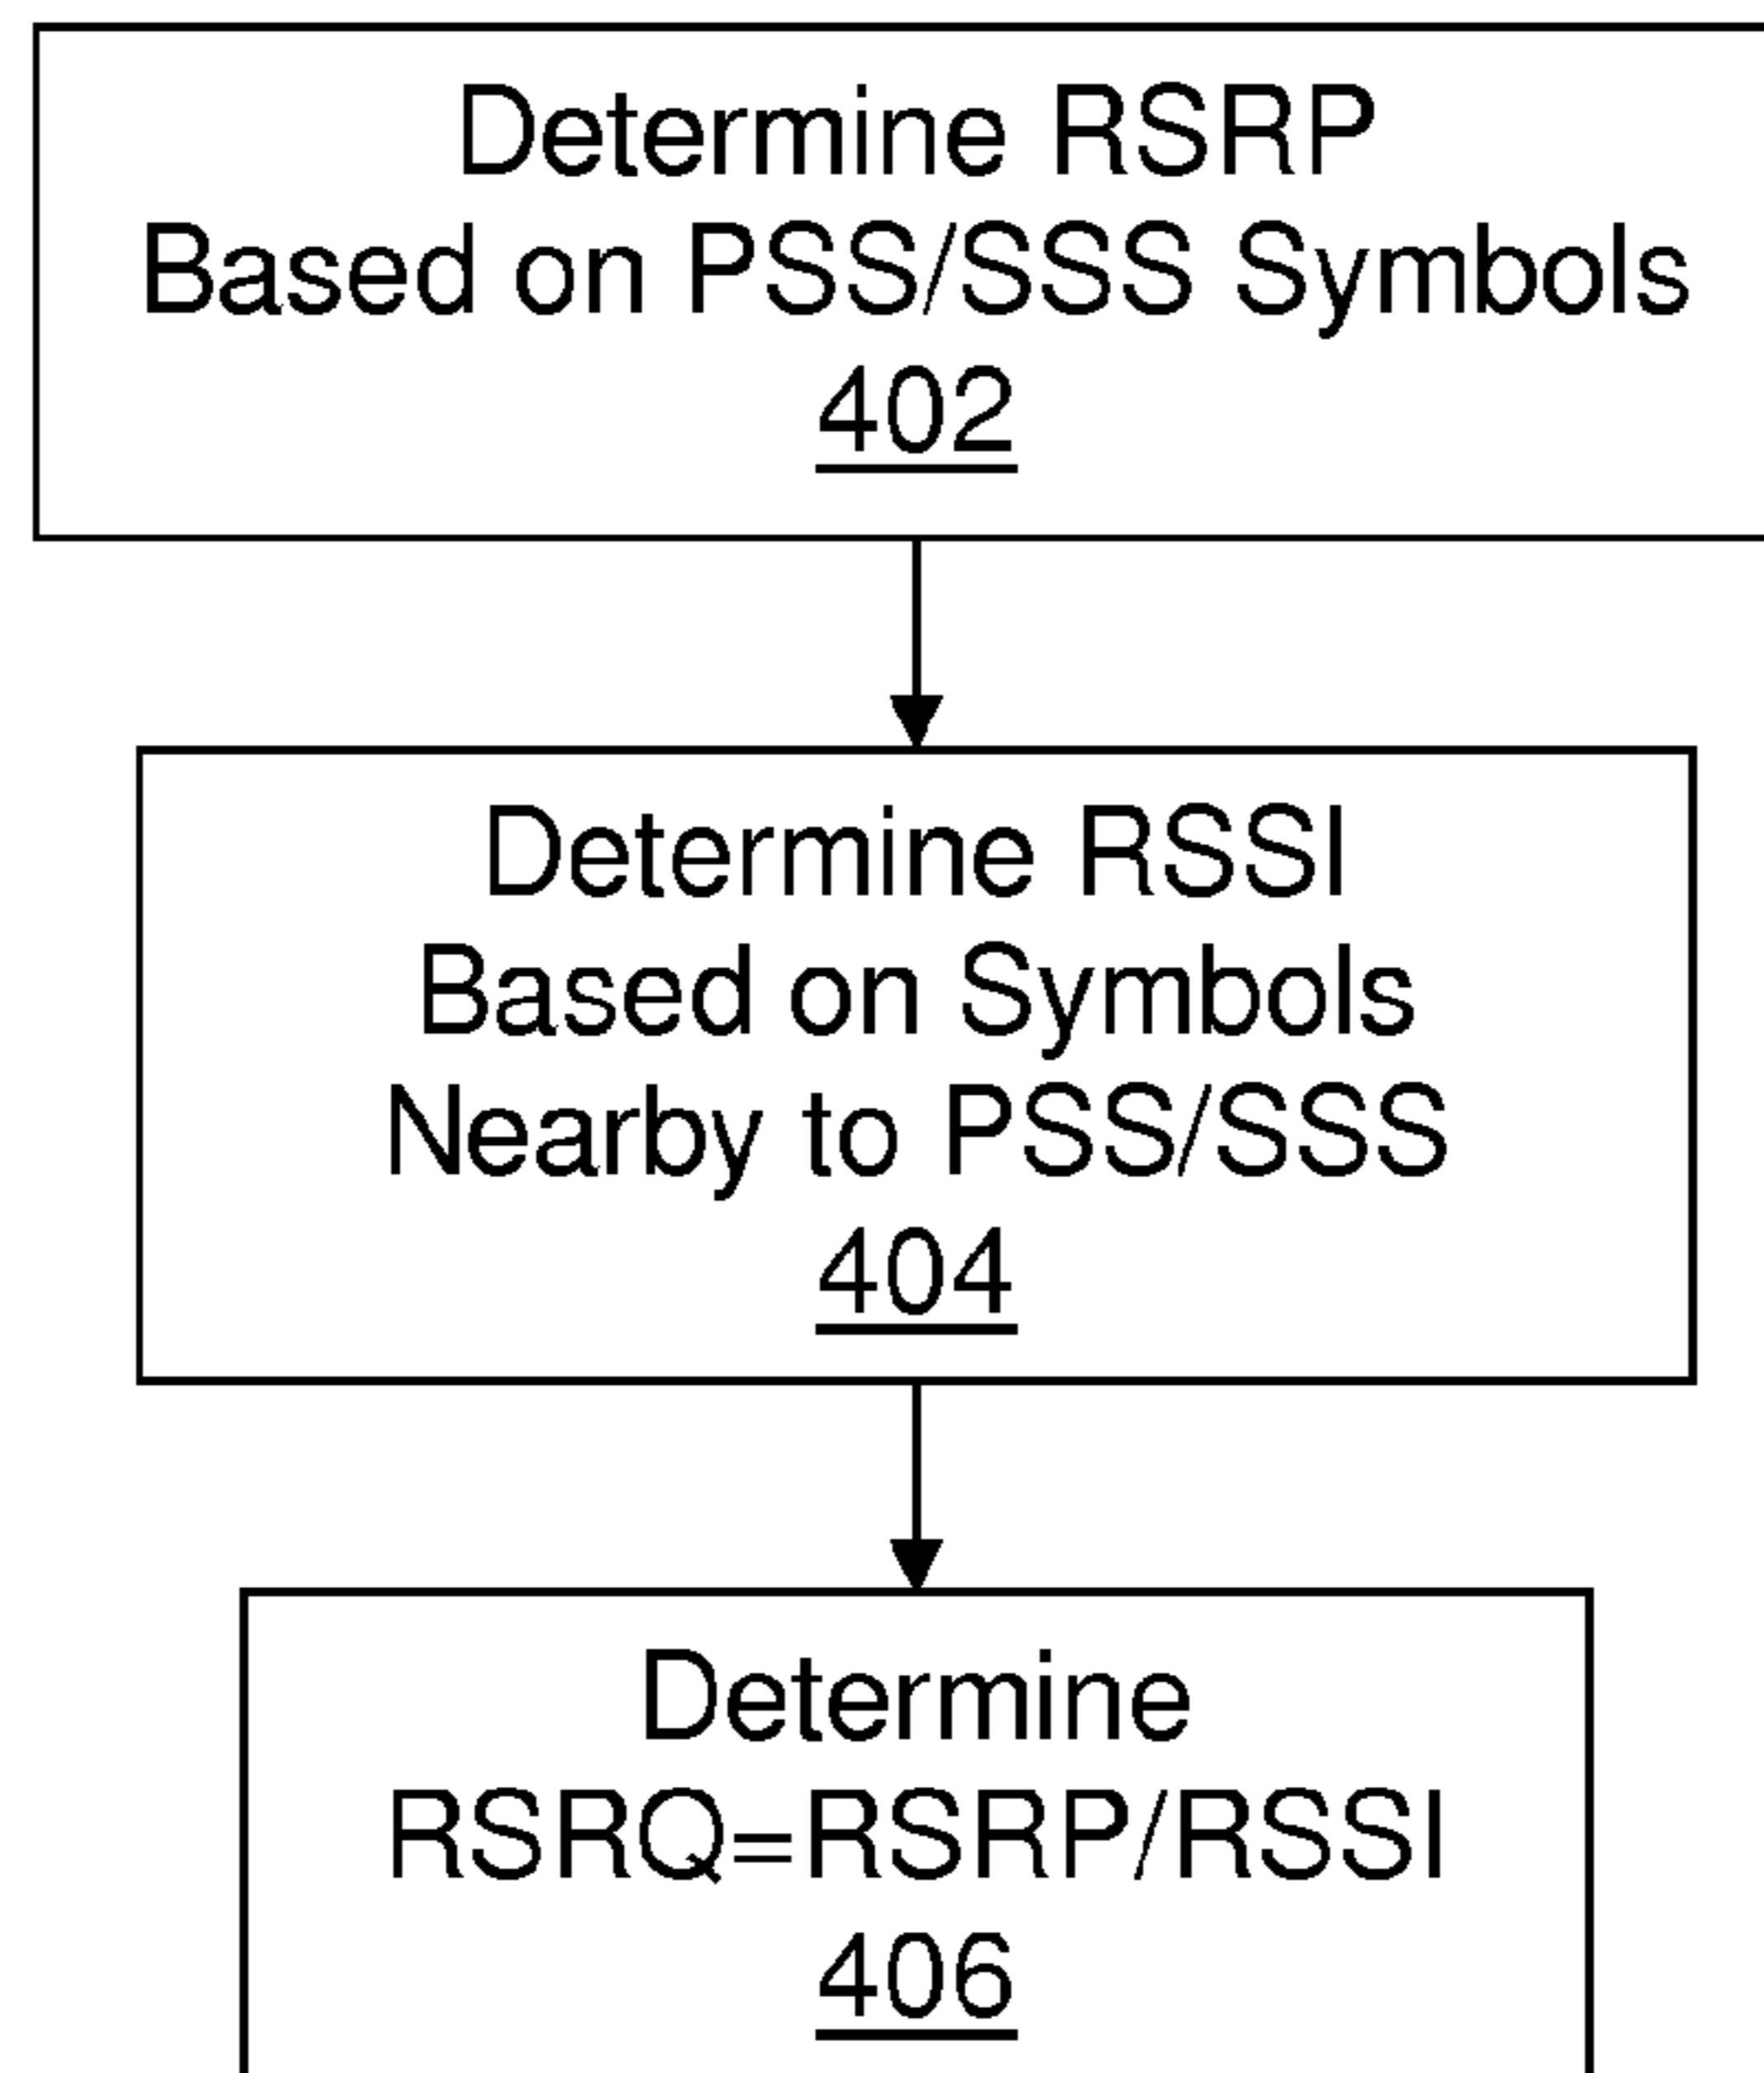 Determine RSRP
Based on PSS/SSS Symbols
402
Determine RSSI
Based on Symbols
Nearby to PSS/SSS
404
Determine
RSRQ=RSRP/RSSI
406